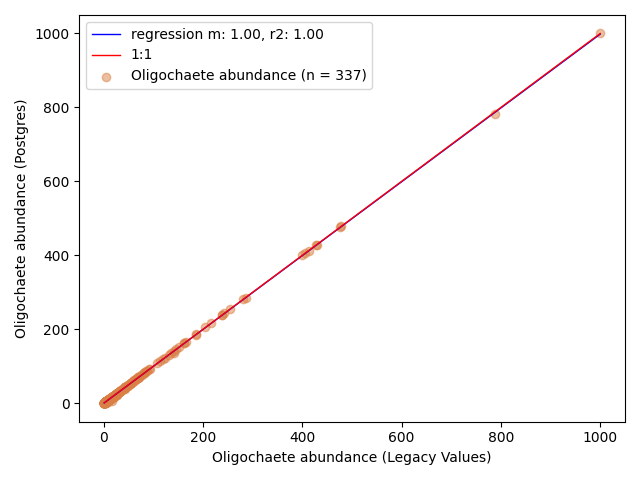 regression m: 1.00, r2: 1.00
1:1
Oligochaete abundance (n = 337)
Oligochaete abundance (Postgres)
1000
800
600
400
200
0
0 200 400 600 800 1000
Oligochaete abundance (Legacy Values)